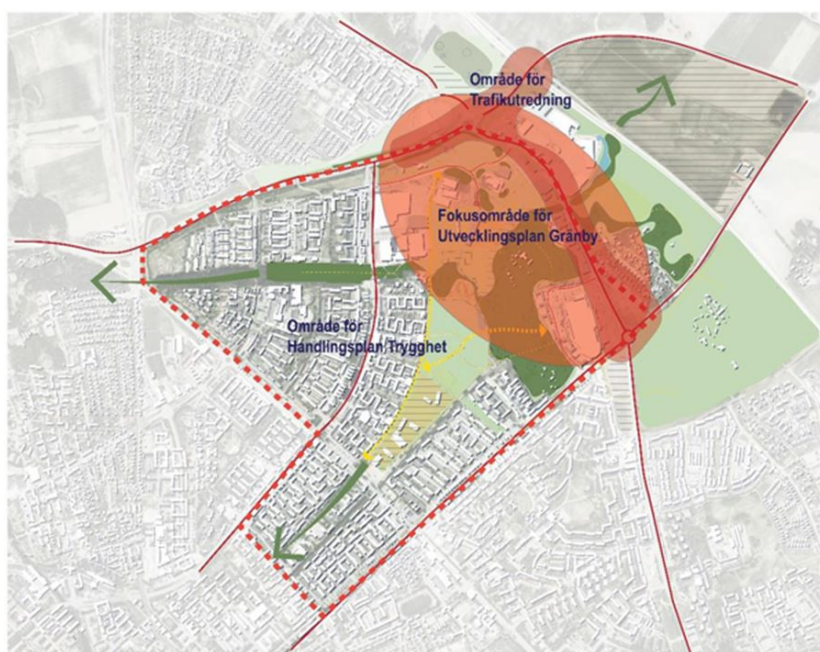 Område för
Trafikutredning
Fokusområde för
Utvecklingsplan Gränby
Område för
Handlingsplan Trygghet